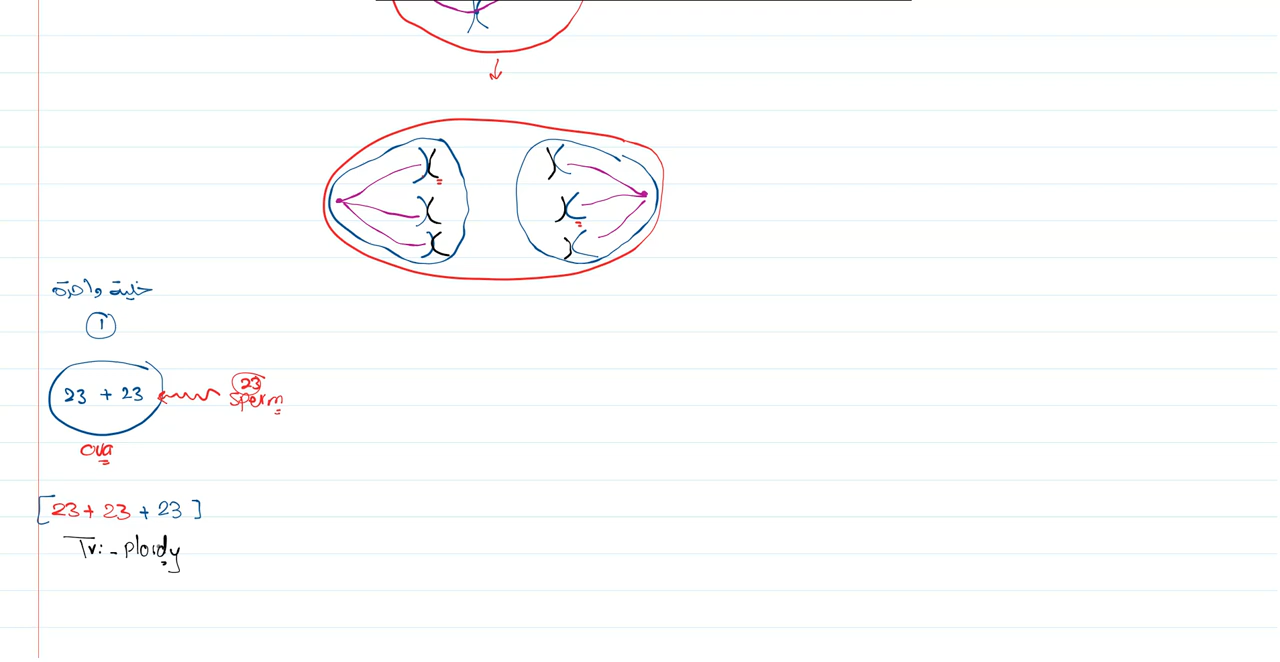 خلية واحدة
1
23 + 23
23
sperm
ova
[23 + 23 + 23]
Tri-ploidy